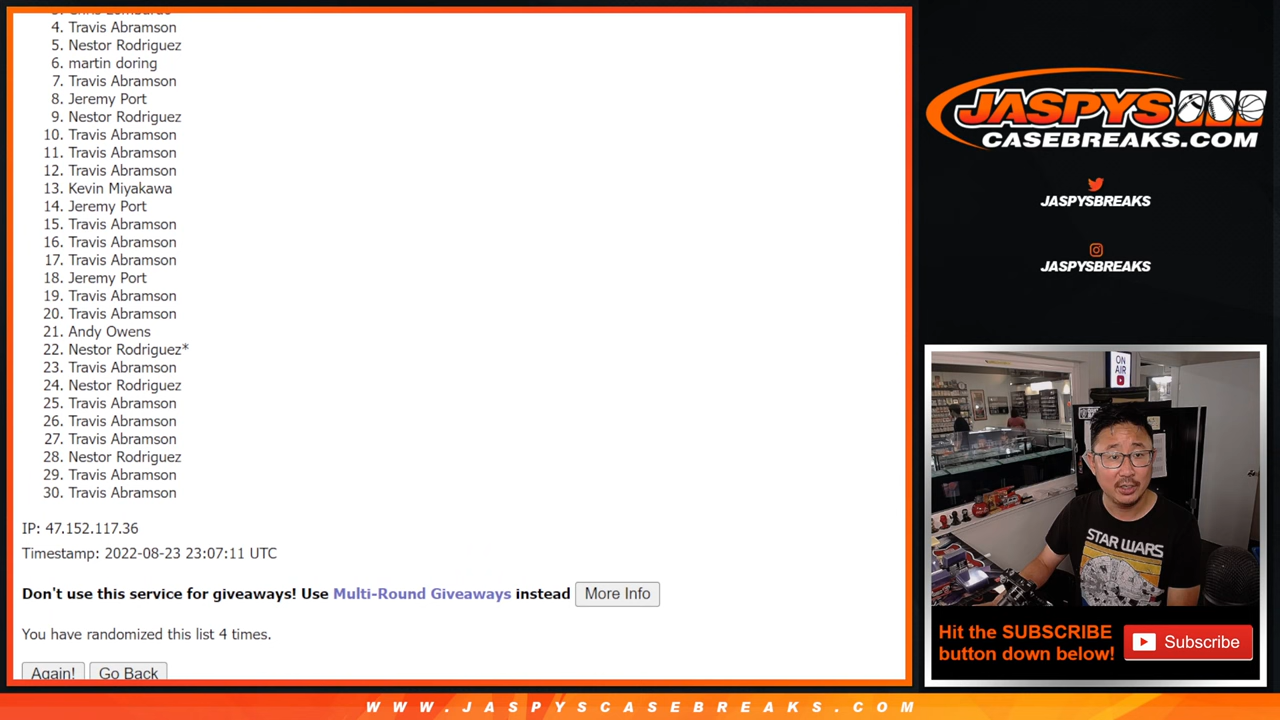 4. Travis Abramson
5. Nestor Rodriguez
6. martin doring
7. Travis Abramson
8. Jeremy Port
9. Nestor Rodriguez
10. Travis Abramson
11. Travis Abramson
12. Travis Abramson
13. Kevin Miyakawa
14. Jeremy Port
15. Travis Abramson
16. Travis Abramson
17. Travis Abramson
18. Jeremy Port
19. Travis Abramson
20. Travis Abramson
21. Andy Owens
22. Nestor Rodriguez*
23. Travis Abramson
24. Nestor Rodriguez
25. Travis Abramson
26. Travis Abramson
27. Travis Abramson
28. Nestor Rodriguez
29. Travis Abramson
30. Travis Abramson
IP: 47.152.117.36
Timestamp: 2022-08-23 23:07:11 UTC
Don't use this service for giveaways! Use Multi-Round Giveaways instead More Info
You have randomized this list 4 times.
Again! Go Back
JASPYS
CASEBREAKS.COM
JASPYSBREAKS
JASPYSBREAKS
ON
AIR
STAR WARS
Hit the SUBSCRIBE
button down below!
Subscribe
WWW.JASPYSCASEBREAKS.COM